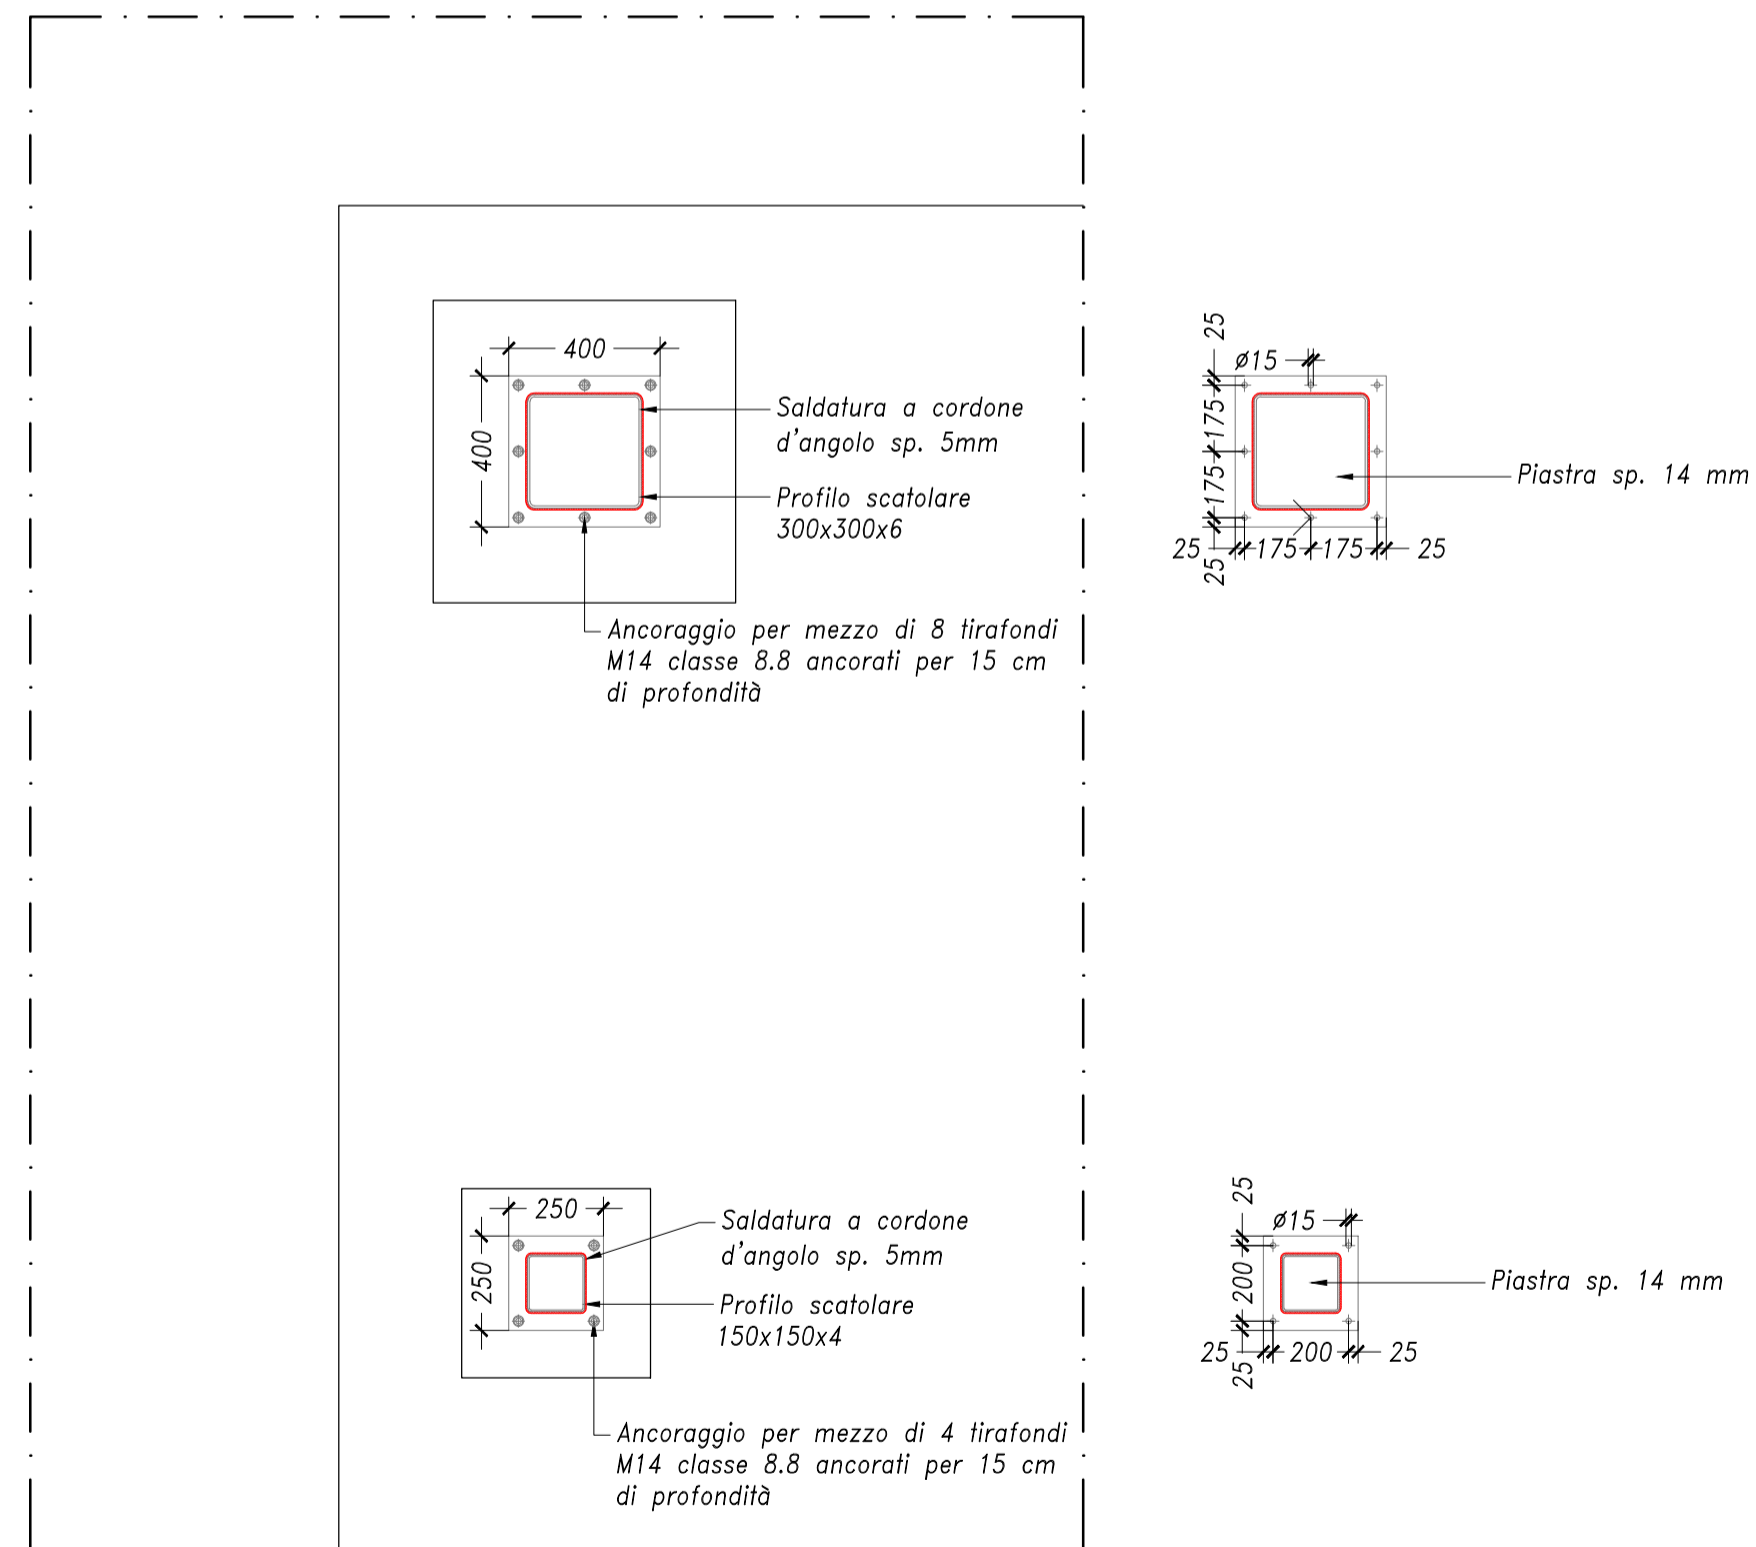 400
400
Saldatura a cordone
d'angolo sp. 5mm
Profilo scatolare
300x300x6
Ancoraggio per mezzo di 8 tirafondi
M14 classe 8.8 ancorati per 15 cm
di profondità
25
ø15
175
175
Piastra sp. 14 mm
25
175
175
25
25
250
250
Saldatura a cordone
d'angolo sp. 5mm
Profilo scatolare
150x150x4
Ancoraggio per mezzo di 4 tirafondi
M14 classe 8.8 ancorati per 15 cm
di profondità
25
ø15
200
Piastra sp. 14 mm
25
200
25
25